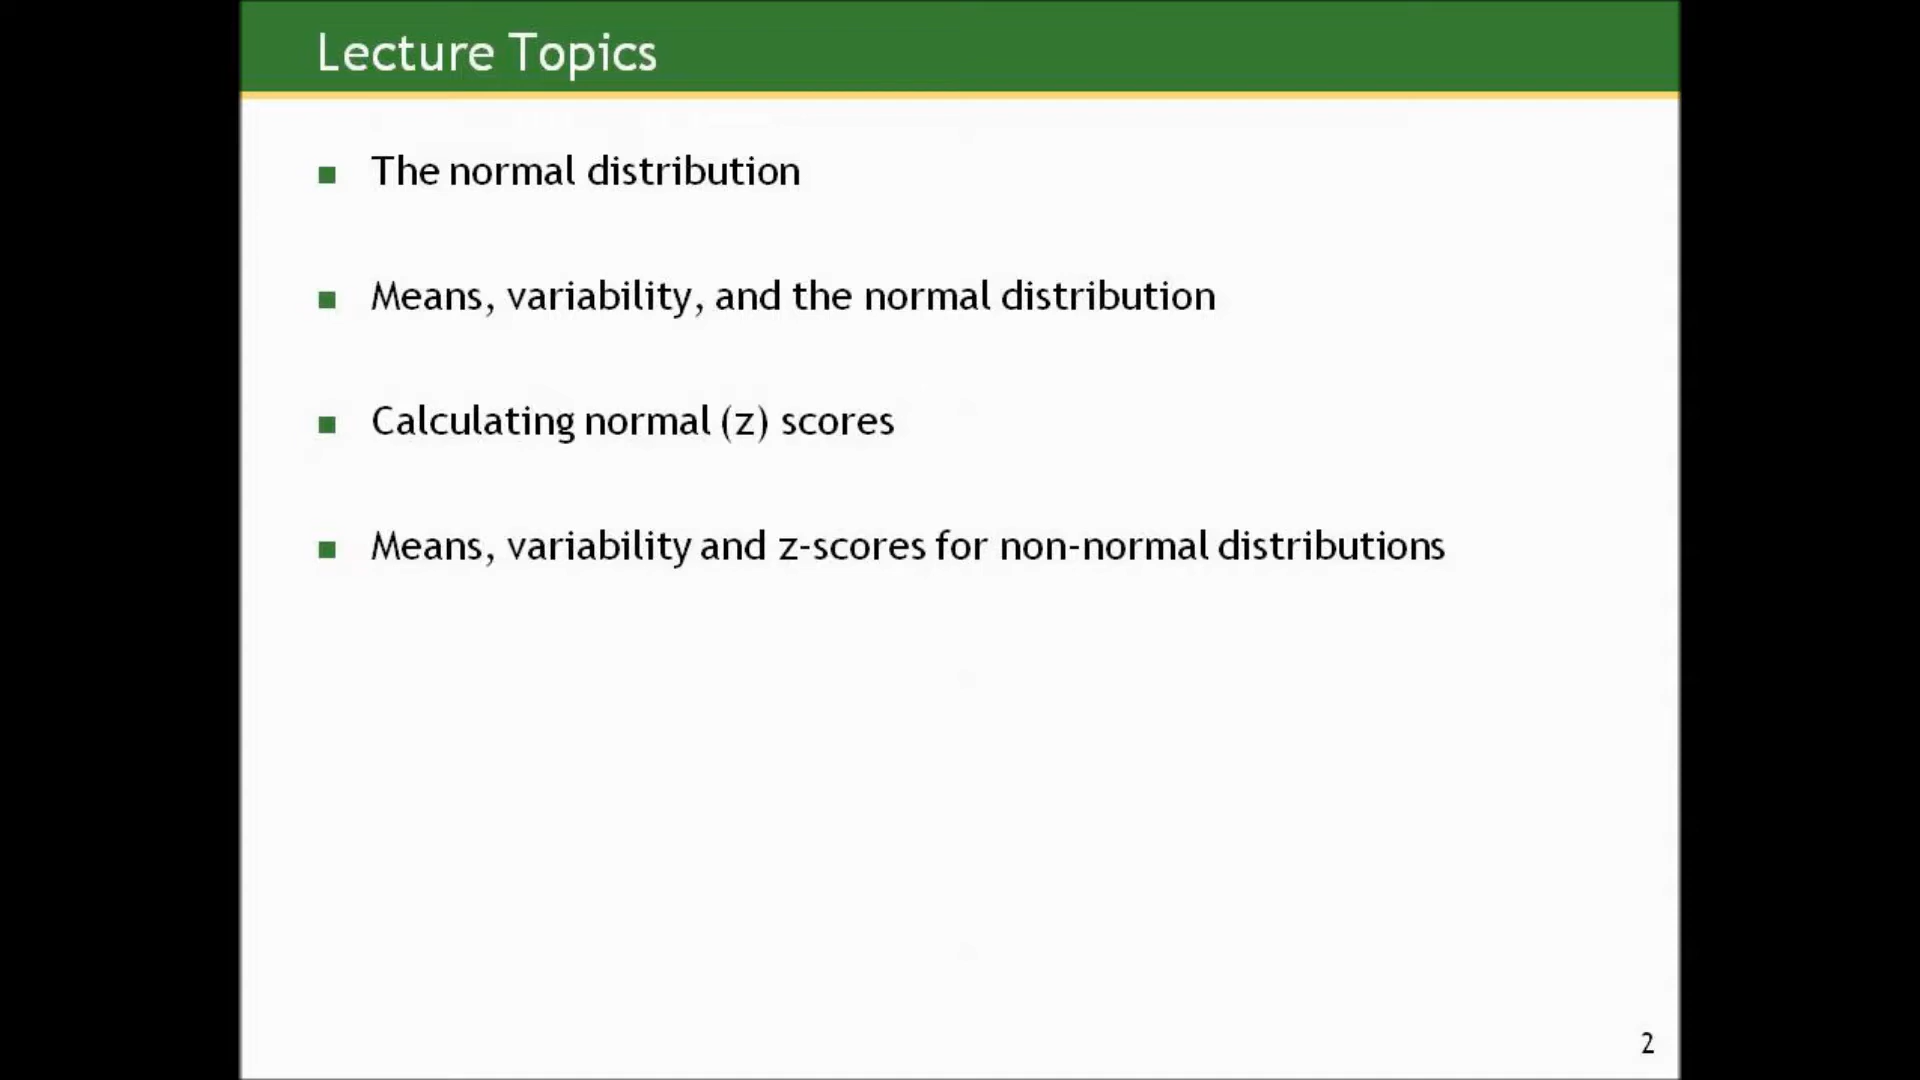 Lecture Topics
The normal distribution
Means, variability, and the normal distribution
Calculating normal (z) scores
Means, variability and z-scores for non-normal distributions
2